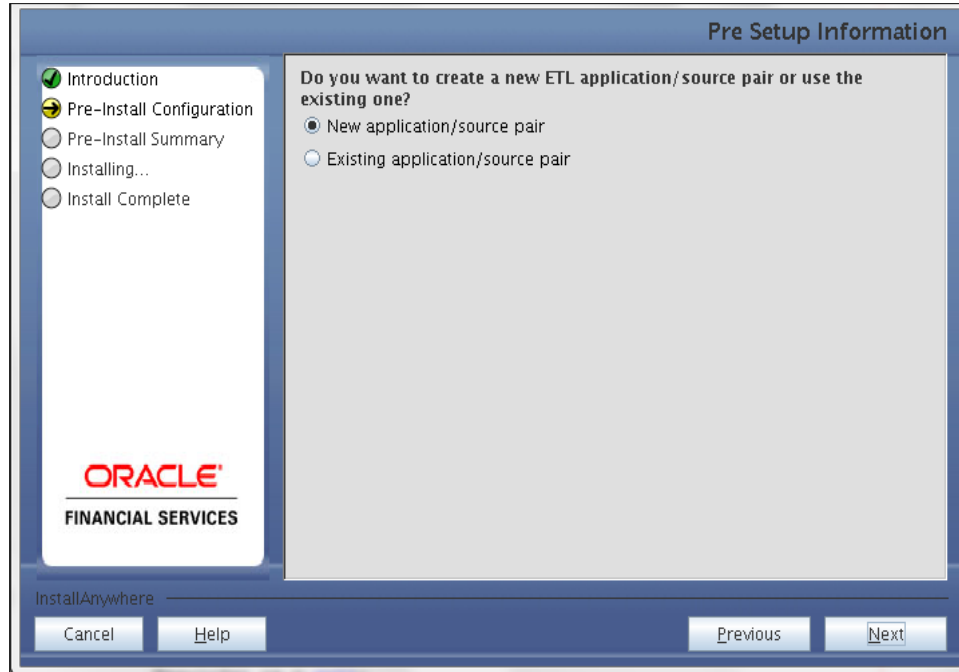 Pre Setup Information
Introduction
Pre-Install Configuration
Pre-Install Summary
Installing...
Install Complete
ORACLE'
FINANCIAL SERVICES
Do you want to create a new ETL application/source pair or use the
existing one?
New application/source pair
Existing application/source pair
InstallAnywhere
Cancel
Help
Previous
Next